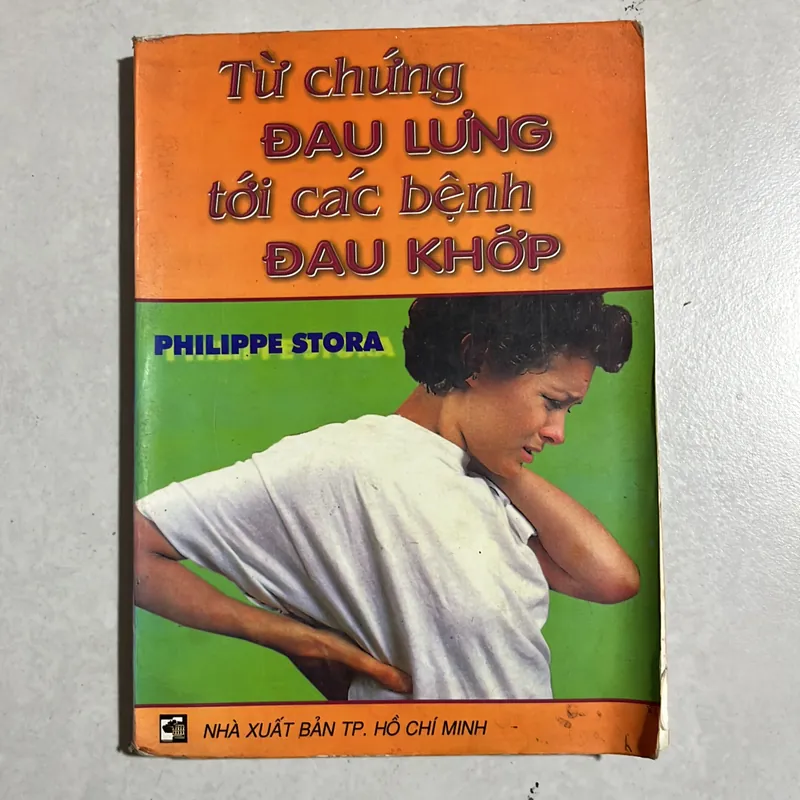 Từ chứng
ĐAU LƯNG
tới các bệnh
ĐAU KHỚP
PHILIPPE STORA
NHÀ XUẤT BẢN TP. HỒ CHÍ MINH